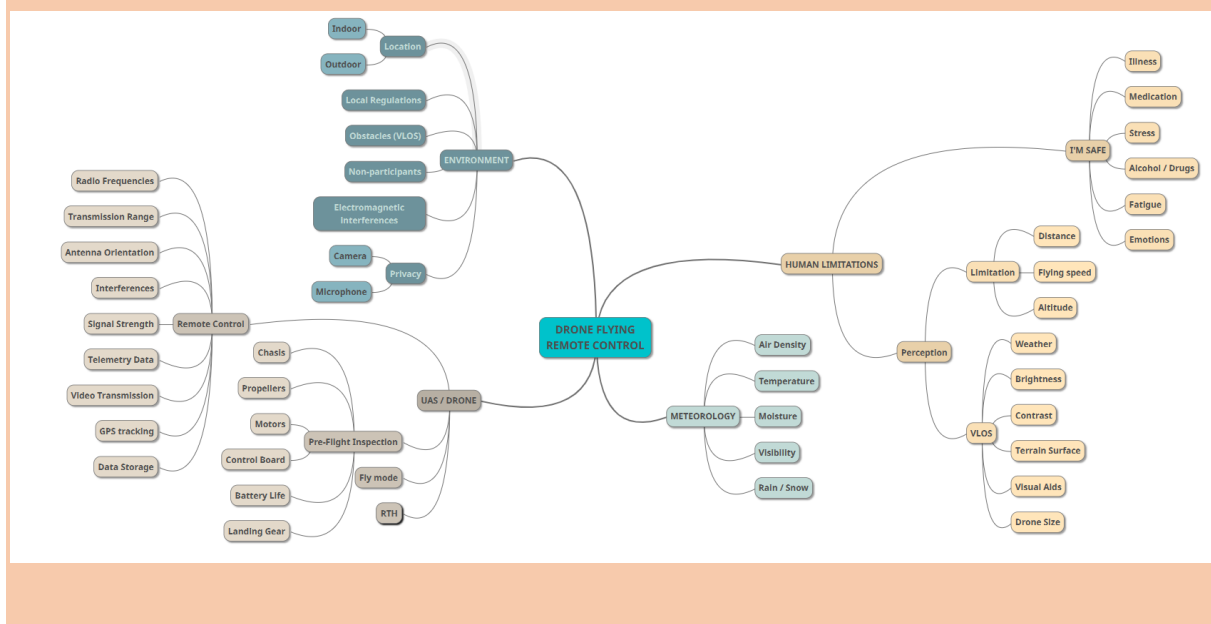 DRONE FLYING
REMOTE CONTROL
ENVIRONMENT
Location
Indoor
Outdoor
Local Regulations
Obstacles (VLOS)
Non-participants
Electromagnetic
Interferences
Privacy
Camera
Microphone
UAS / DRONE
Remote Control
Radio Frequencies
Transmission Range
Antenna Orientation
Interferences
Signal Strength
Telemetry Data
Video Transmission
GPS tracking
Data Storage
Pre-Flight Inspection
Chasis
Propellers
Motors
Control Board
Battery Life
Landing Gear
Fly mode
RTH
HUMAN LIMITATIONS
I'M SAFE
Illness
Medication
Stress
Alcohol / Drugs
Fatigue
Emotions
Perception
Limitation
Distance
Flying speed
Altitude
VLOS
Weather
Brightness
Contrast
Terrain Surface
Visual Aids
Drone Size
METEOROLOGY
Air Density
Temperature
Moisture
Visibility
Rain / Snow